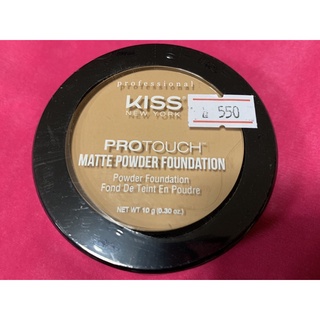 professional
professional
KISS
NEW YORK
550
PROTOUCH™
MATTE POWDER FOUNDATION
Powder Foundation
Fond De Teint En Poudre
NET WT 10 g (0.30 oz.)